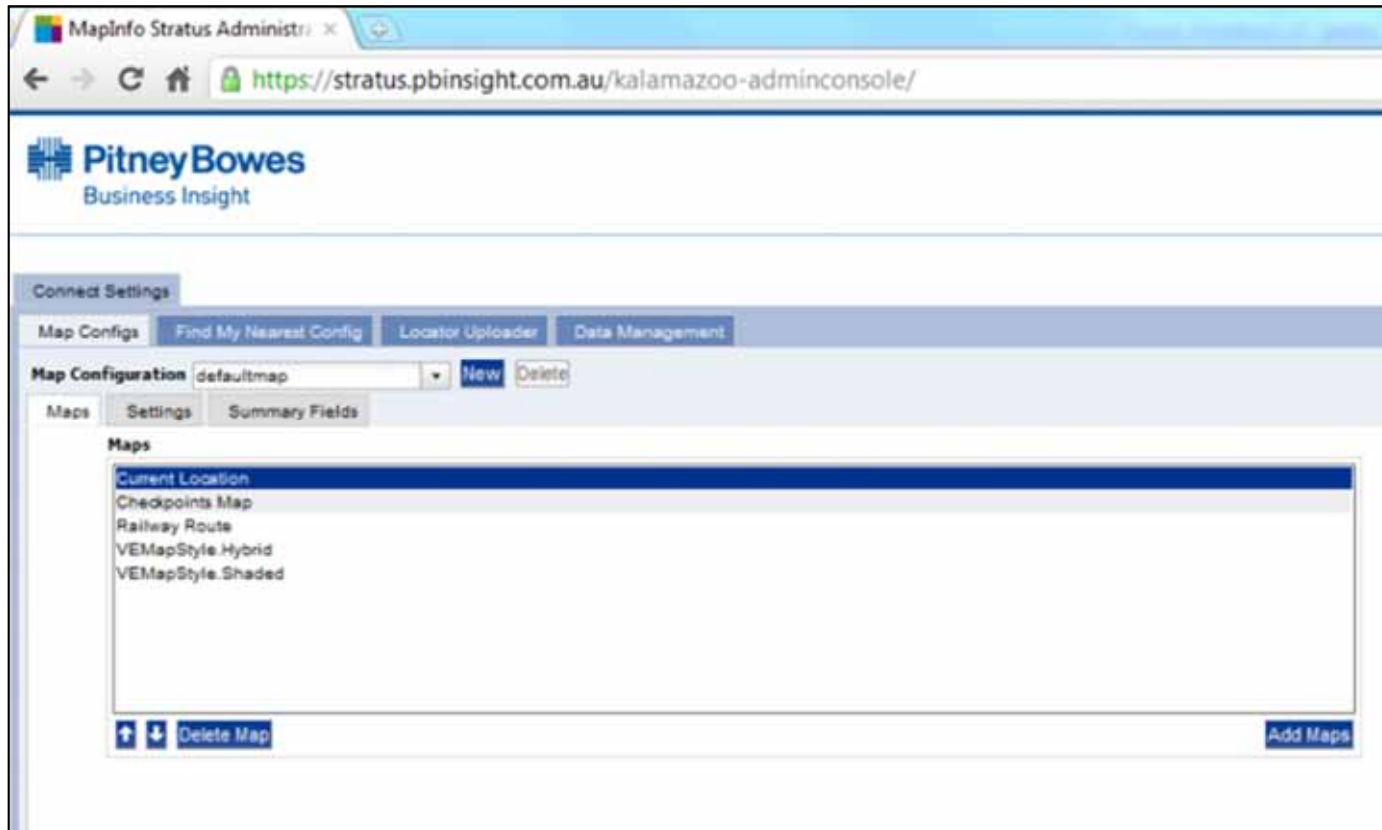 MapInfo Stratus Administra
https://stratus.pbinsight.com.au/kalamazoo-adminconsole/
Pitney Bowes
Business Insight
Connect Settings
Map Configs Find My Nearest Config Locator Uploader Data Management
Map Configuration defaultmap New Delete
Maps Settings Summary Fields
Maps
Current Location
Checkpoints Map
Railway Route
VEMapStyle.Hybrid
VEMapStyle.Shaded
Delete Map Add Maps